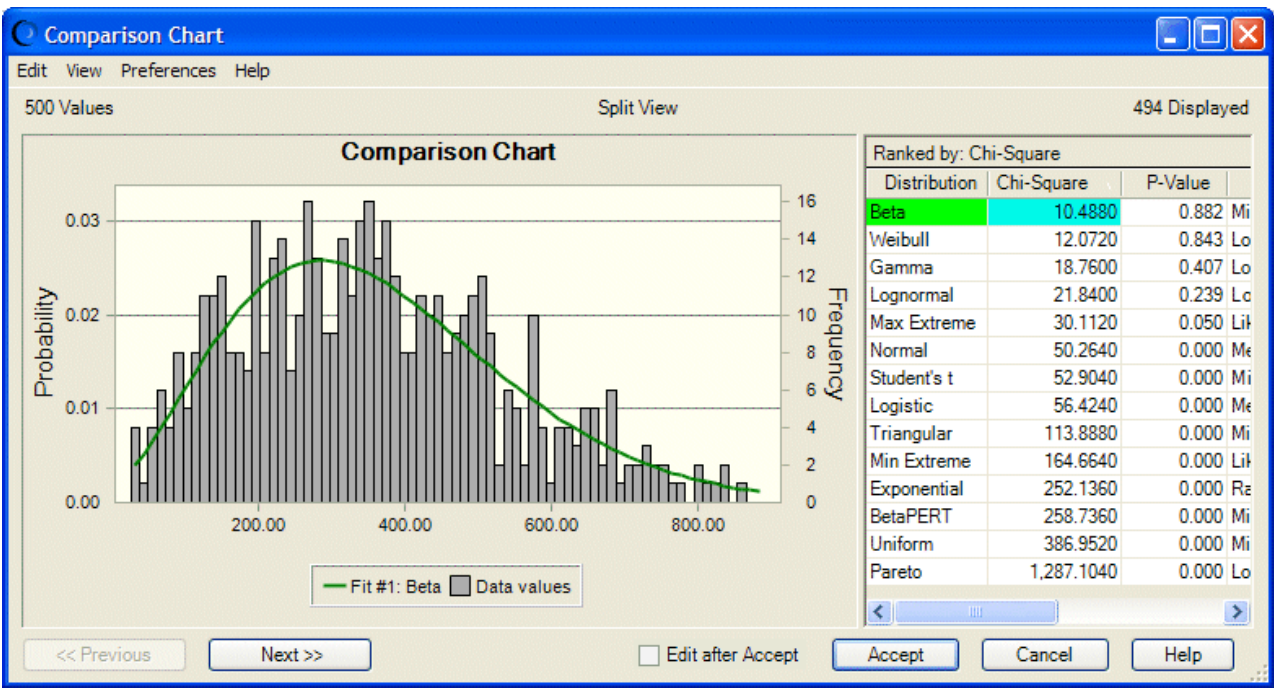 Comparison Chart
Edit View Preferences Help
500 Values Split View 494 Displayed
Comparison Chart
Probability
0.03
0.02
0.01
0.00
16
14
12
10
8
6
4
2
0
Frequency
200.00 400.00 600.00 800.00
Fit #1: Beta Data values
Ranked by: Chi-Square
Distribution Chi-Square P-Value
Beta 10.4880 0.882 Mi
Weibull 12.0720 0.843 Lo
Gamma 18.7600 0.407 Lo
Lognormal 21.8400 0.239 Lo
Max Extreme 30.1120 0.050 Lik
Normal 50.2640 0.000 Me
Student's t 52.9040 0.000 Mi
Logistic 56.4240 0.000 Me
Triangular 113.8880 0.000 Mi
Min Extreme 164.6640 0.000 Lik
Exponential 252.1360 0.000 Ra
BetaPERT 258.7360 0.000 Mi
Uniform 386.9520 0.000 Mi
Pareto 1,287.1040 0.000 Lo
<< Previous Next >> Edit after Accept Accept Cancel Help